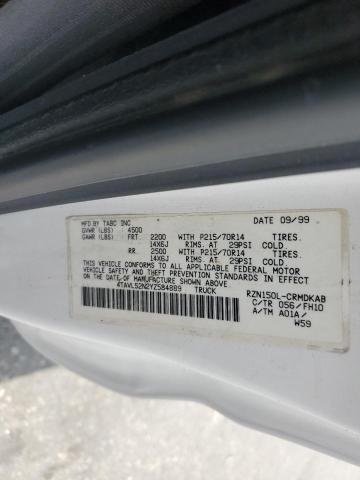 MFD BY TABC INC DATE 09/99
GVWR (LBS) 4500
GAWR (LBS) FRT 2200 WITH P215/70R14 TIRES.
14X6J RIMS. AT 29PSI COLD.
RR 2500 WITH P215/70R14 TIRES.
14X6J RIMS. AT 29PSI COLD.
THIS VEHICLE CONFORMS TO ALL APPLICABLE FEDERAL MOTOR
VEHICLE SAFETY AND THEFT PREVENTION STANDARDS IN EFFECT
ON THE DATE OF MANUFACTURE SHOWN ABOVE.
4TAVL52N2YZ584889 TRUCK
RZN150L-CRMDKAB
C/TR 056/FH10
A/TM A01A/
W59